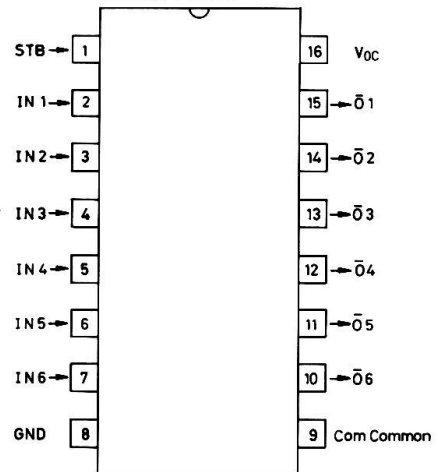 STB 1 16 V₀C
IN 1 2 15 Ō1
IN2 3 14 Ō2
IN3 4 13 Ō3
IN4 5 12 Ō4
IN5 6 11 Ō5
IN6 7 10 Ō6
GND 8 9 Com Common